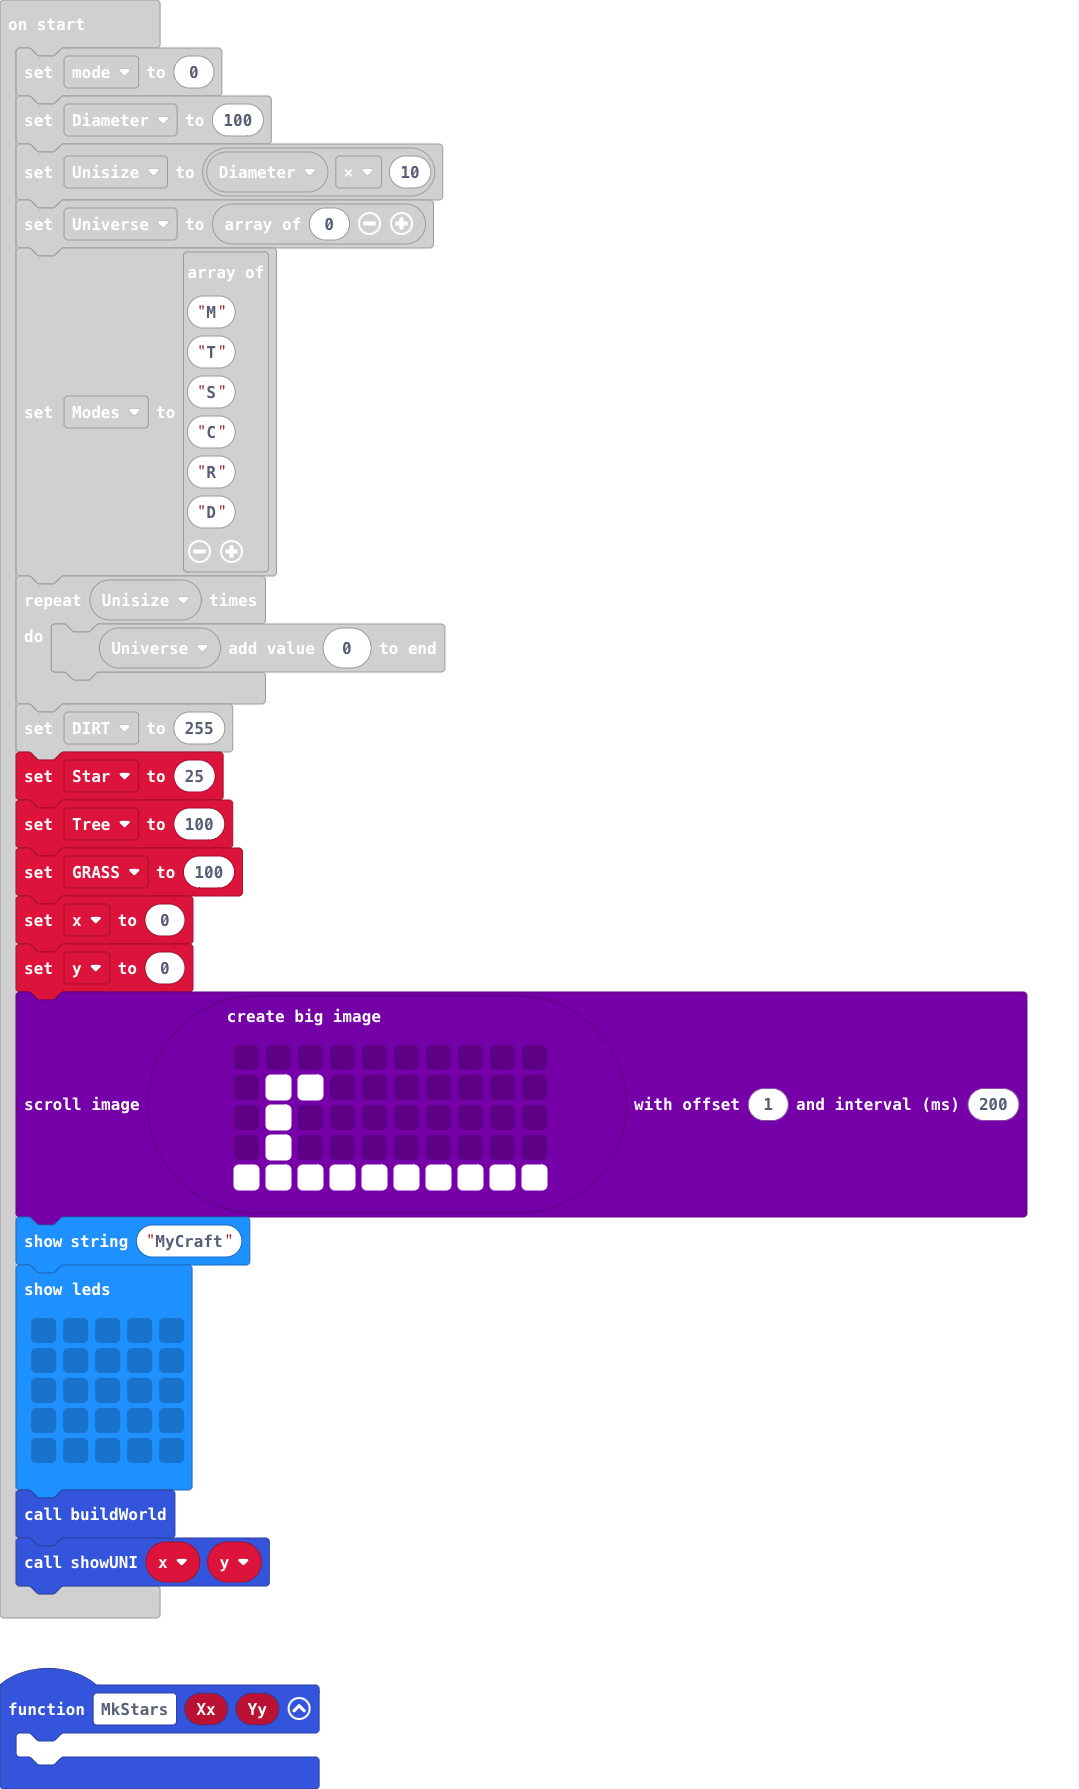 on start
set mode to 0
set Diameter to 100
set Unisize to Diameter × 10
set Universe to array of 0
array of
"M"
"T"
"S"
set Modes to "C"
"R"
"D"
repeat Unisize times
do Universe add value 0 to end
set DIRT to 255
set Star to 25
set Tree to 100
set GRASS to 100
set x to 0
set y to 0
create big image
scroll image with offset 1 and interval (ms) 200
show string "MyCraft"
show leds
call buildWorld
call showUNI x y
function MkStars Xx Yy